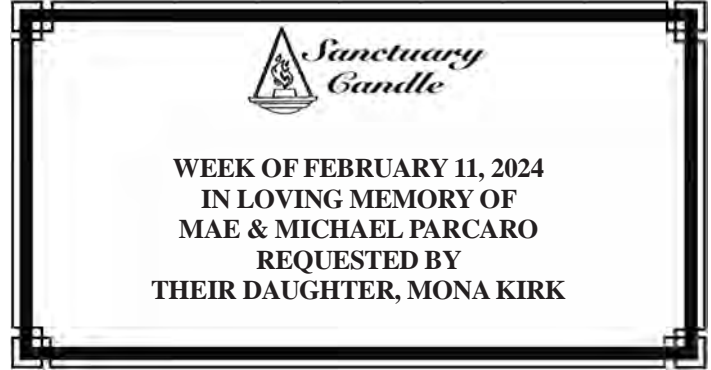 Sanctuary
Candle
WEEK OF FEBRUARY 11, 2024
IN LOVING MEMORY OF
MAE & MICHAEL PARCARO
REQUESTED BY
THEIR DAUGHTER, MONA KIRK